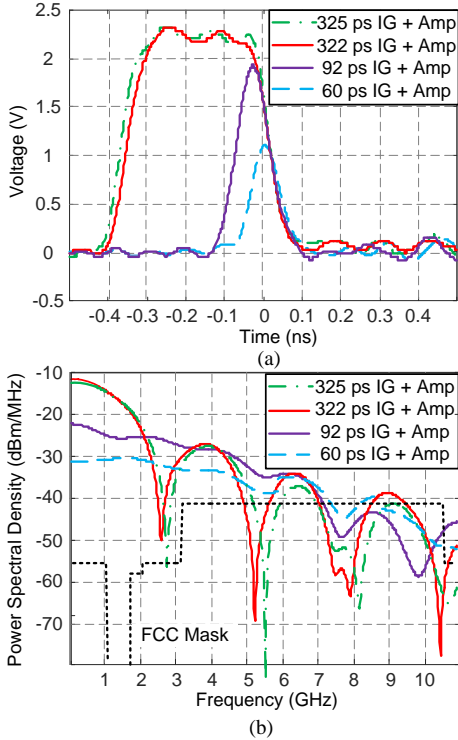 2.5
2
1.5
1
0.5
0
-0.5
Voltage (V)
325 ps IG + Amp
322 ps IG + Amp
92 ps IG + Amp
60 ps IG + Amp
-0.4 -0.3 -0.2 -0.1 0 0.1 0.2 0.3 0.4
Time (ns)
(a)
-10
-20
-30
-40
-50
-60
-70
Power Spectral Density (dBm/MHz)
325 ps IG + Amp
322 ps IG + Amp
92 ps IG + Amp
60 ps IG + Amp
FCC Mask
1 2 3 4 5 6 7 8 9 10
Frequency (GHz)
(b)